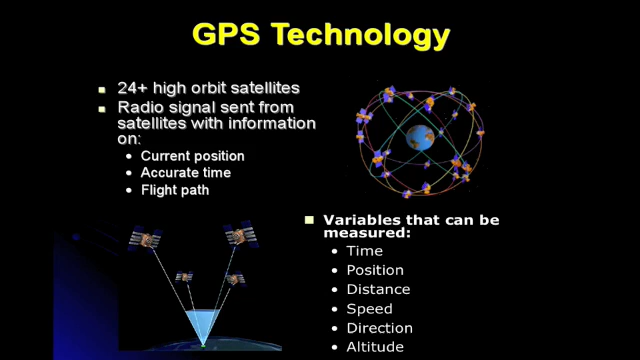 GPS Technology
24+ high orbit satellites
Radio signal sent from
satellites with information
on:
Current position
Accurate time
Flight path
Variables that can be
measured:
Time
Position
Distance
Speed
Direction
Altitude